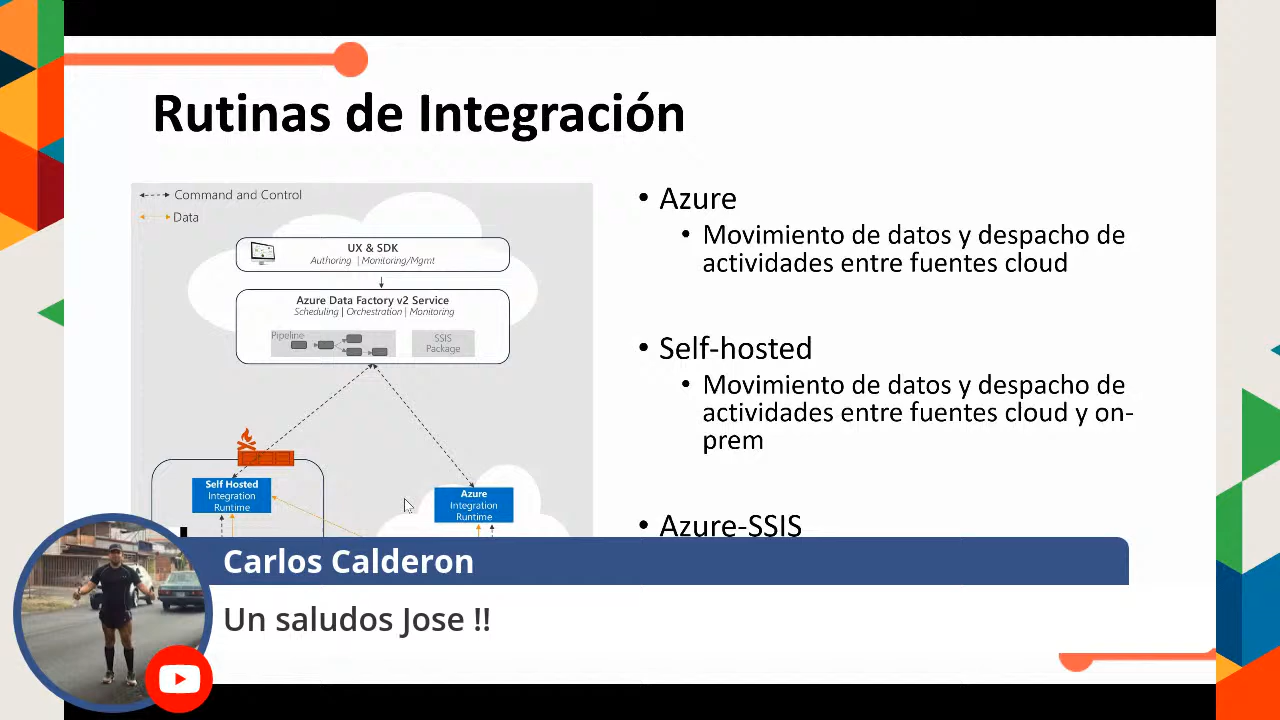 Rutinas de Integración
Command and Control
Data
UX & SDK
Authoring | Monitoring/Mgmt
Azure Data Factory v2 Service
Scheduling | Orchestration | Monitoring
Pipeline
SSIS
Package
Self Hosted
Integration
Runtime
Azure
Integration
Runtime
• Azure
• Movimiento de datos y despacho de
actividades entre fuentes cloud
• Self-hosted
• Movimiento de datos y despacho de
actividades entre fuentes cloud y on-
prem
• Azure-SSIS
Carlos Calderon
Un saludos Jose !!